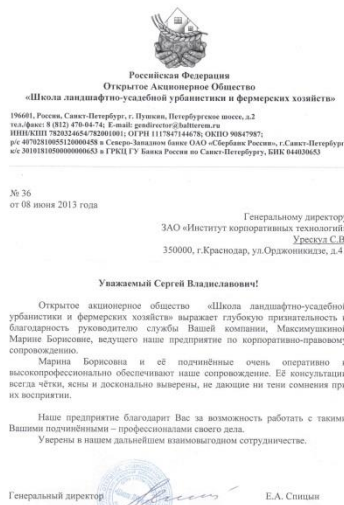 Российская Федерация
Открытое Акционерное Общество
«Школа ландшафтно-усадебной урбанистики и фермерских хозяйств»
196601, Россия, Санкт-Петербург, г. Пушкин, Петербургское шоссе, д.2
тел./факс: 8 (812) 470-04-74; E-mail: gendirector@baltterem.ru
ИНН/КПП 7820324654/782001001; ОГРН 1117847144678; ОКПО 90847987;
р/с 40702810055120000458 в Северо-Западном банке ОАО «Сбербанк России», г.Санкт-Петербург
к/с 30101810500000000653 в ГРКЦ ГУ Банка России по Санкт-Петербургу, БИК 044030653
№ 36
от 08 июня 2013 года
Генеральному директору
ЗАО «Институт корпоративных технологий»
Урескул С.В.
350000, г.Краснодар, ул.Орджоникидзе, д.41
Уважаемый Сергей Владиславович!
Открытое акционерное общество «Школа ландшафтно-усадебной
урбанистики и фермерских хозяйств» выражает глубокую признательность и
благодарность руководителю службы Вашей компании, Максимушкиной
Марине Борисовне, ведущего наше предприятие по корпоративно-правовому
сопровождению.
Марина Борисовна и её подчинённые очень оперативно и
высокопрофессионально обеспечивают наше сопровождение. Её консультации
всегда чётки, ясны и досконально выверены, не дающие ни тени сомнения при
их восприятии.
Наше предприятие благодарит Вас за возможность работать с такими
Вашими подчинёнными – профессионалами своего дела.
Уверены в нашем дальнейшем взаимовыгодном сотрудничестве.
Генеральный директор
Е.А. Спицын